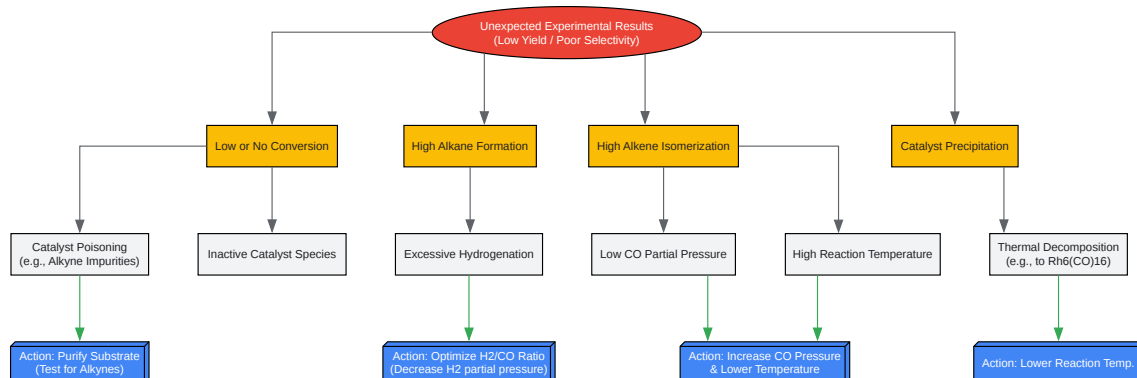 Unexpected Experimental Results
(Low Yield / Poor Selectivity)
Low or No Conversion
High Alkane Formation
High Alkene Isomerization
Catalyst Precipitation
Catalyst Poisoning
(e.g., Alkyne Impurities)
Inactive Catalyst Species
Excessive Hydrogenation
Low CO Partial Pressure
High Reaction Temperature
Thermal Decomposition
(e.g., to Rh6(CO)16)
Action: Purify Substrate
(Test for Alkynes)
Action: Optimize H2/CO Ratio
(Decrease H2 partial pressure)
Action: Increase CO Pressure
& Lower Temperature
Action: Lower Reaction Temp.